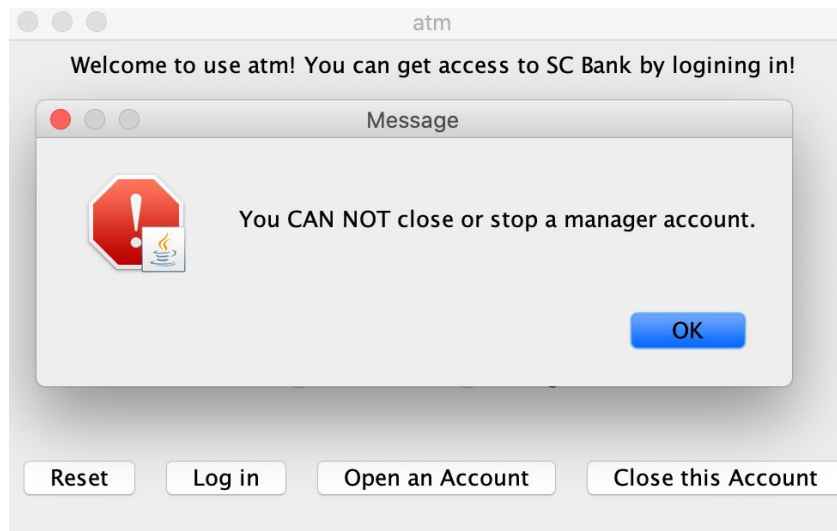 atm
Welcome to use atm! You can get access to SC Bank by logining in!
Message
You CAN NOT close or stop a manager account.
OK
Reset Log in Open an Account Close this Account